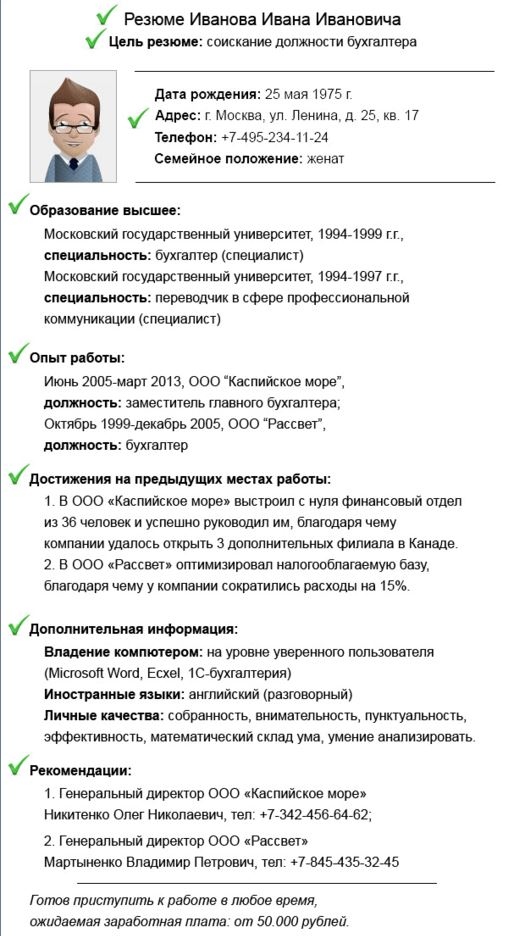 Резюме Иванова Ивана Ивановича
Цель резюме: соискание должности бухгалтера
Дата рождения: 25 мая 1975 г.
Адрес: г. Москва, ул. Ленина, д. 25, кв. 17
Телефон: +7-495-234-11-24
Семейное положение: женат
Образование высшее:
Московский государственный университет, 1994-1999 г.г.,
специальность: бухгалтер (специалист)
Московский государственный университет, 1994-1997 г.г.,
специальность: переводчик в сфере профессиональной
коммуникации (специалист)
Опыт работы:
Июнь 2005-март 2013, ООО “Каспийское море”,
должность: заместитель главного бухгалтера;
Октябрь 1999-декабрь 2005, ООО “Рассвет”,
должность: бухгалтер
Достижения на предыдущих местах работы:
1. В ООО «Каспийское море» выстроил с нуля финансовый отдел
из 36 человек и успешно руководил им, благодаря чему
компании удалось открыть 3 дополнительных филиала в Канаде.
2. В ООО «Рассвет» оптимизировал налогооблагаемую базу,
благодаря чему у компании сократились расходы на 15%.
Дополнительная информация:
Владение компютером: на уровне уверенного пользователя
(Microsoft Word, Ecxel, 1С-бухгалтерия)
Иностранные языки: английский (разговорный)
Личные качества: собранность, внимательность, пунктуальность,
эффективность, математический склад ума, умение анализировать.
Рекомендации:
1. Генеральный директор ООО «Каспийское море»
Никитенко Олег Николаевич, тел: +7-342-456-64-62;
2. Генеральный директор ООО «Рассвет»
Мартыненко Владимир Петрович, тел: +7-845-435-32-45
Готов приступить к работе в любое время,
ожидаемая заработная плата: от 50.000 рублей.